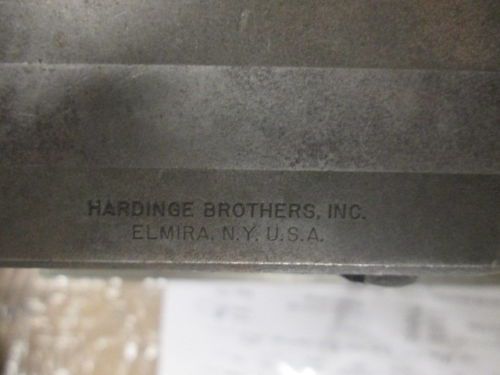 HARDINGE BROTHERS, INC.
ELMIRA, N.Y. U.S.A.